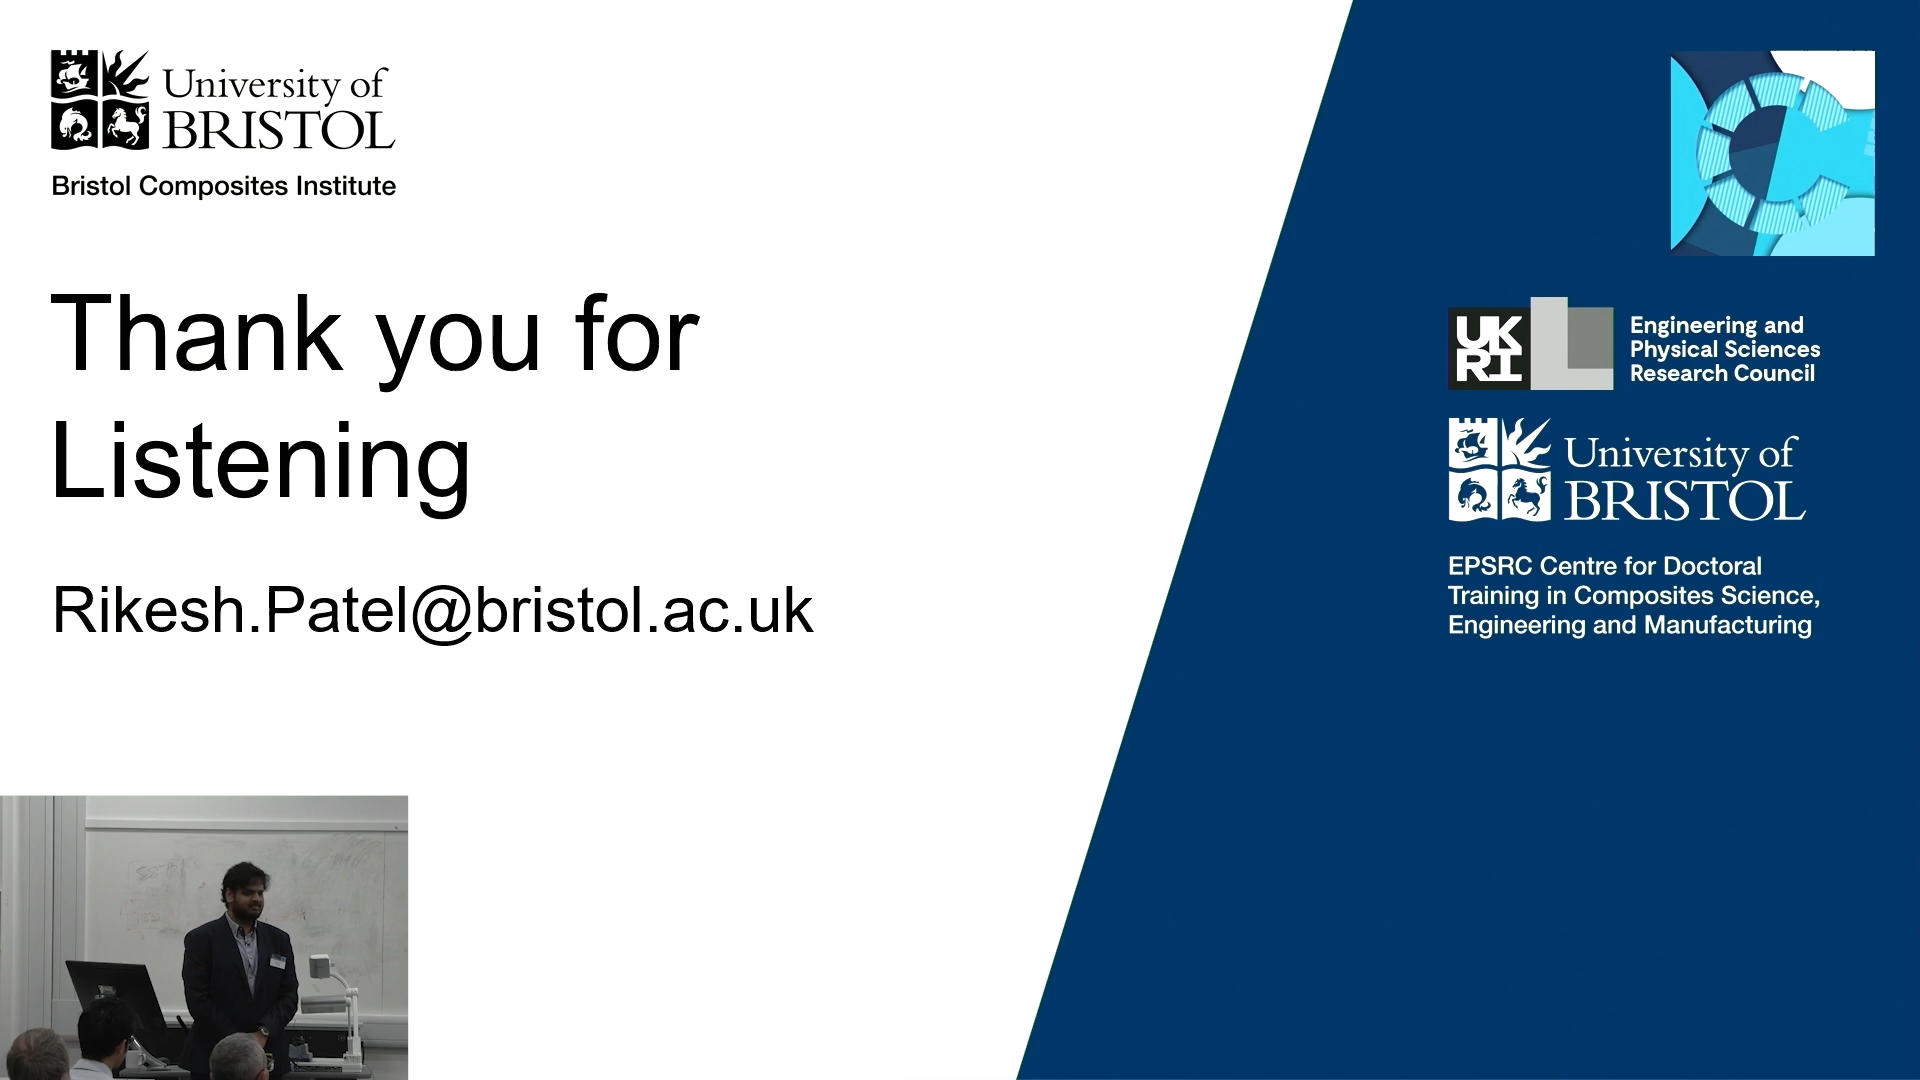 University of
BRISTOL
Bristol Composites Institute
Thank you for
Listening
Rikesh.Patel@bristol.ac.uk
UK
RI
Engineering and
Physical Sciences
Research Council
University of
BRISTOL
EPSRC Centre for Doctoral
Training in Composites Science,
Engineering and Manufacturing